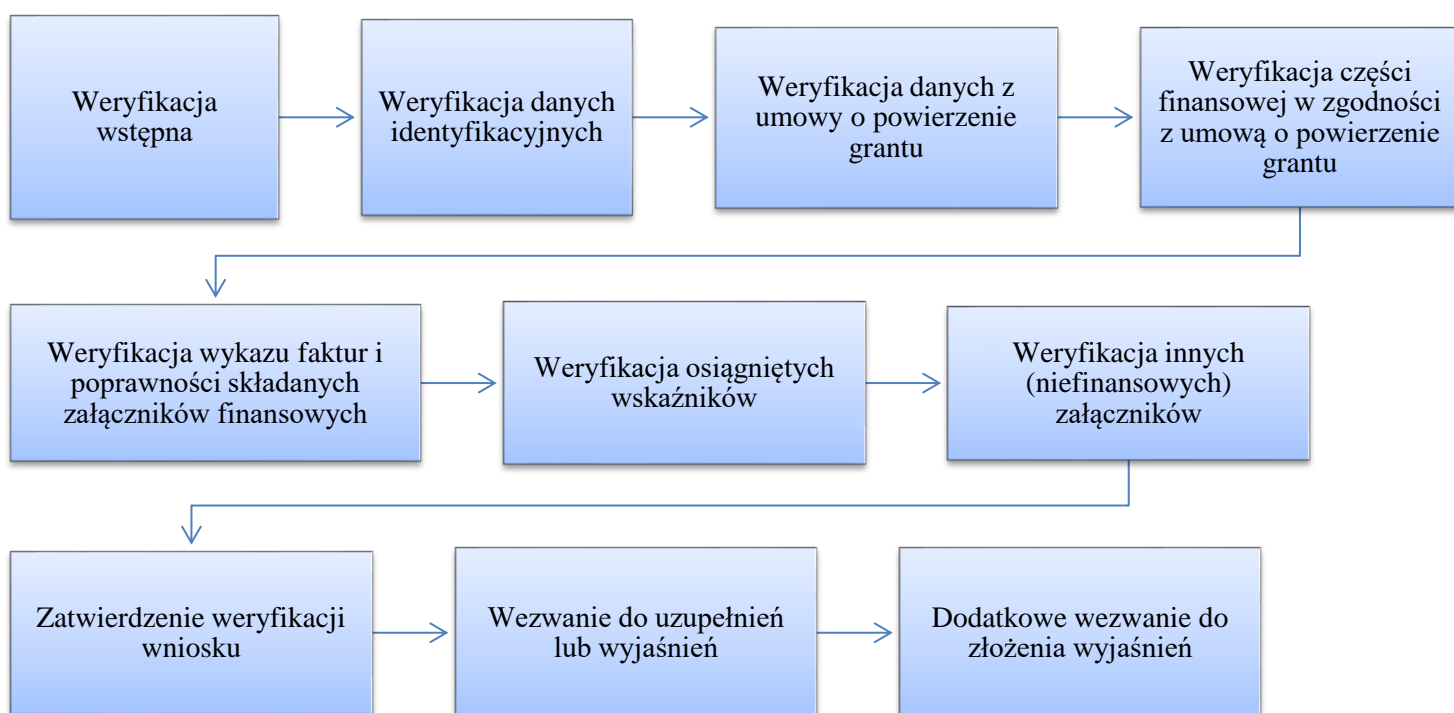 Weryfikacja
wstępna
Weryfikacja danych
identyfikacyjnych
Weryfikacja danych z
umowy o powierzenie
grantu
Weryfikacja części
finansowej w zgodności
z umową o powierzenie
grantu
Weryfikacja wykazu faktur i
poprawności składanych
załączników finansowych
Weryfikacja osiągniętych
wskaźników
Weryfikacja innych
(niefinansowych)
załączników
Zatwierdzenie weryfikacji
wniosku
Wezwanie do uzupełnień
lub wyjaśnień
Dodatkowe wezwanie do
złożenia wyjaśnień